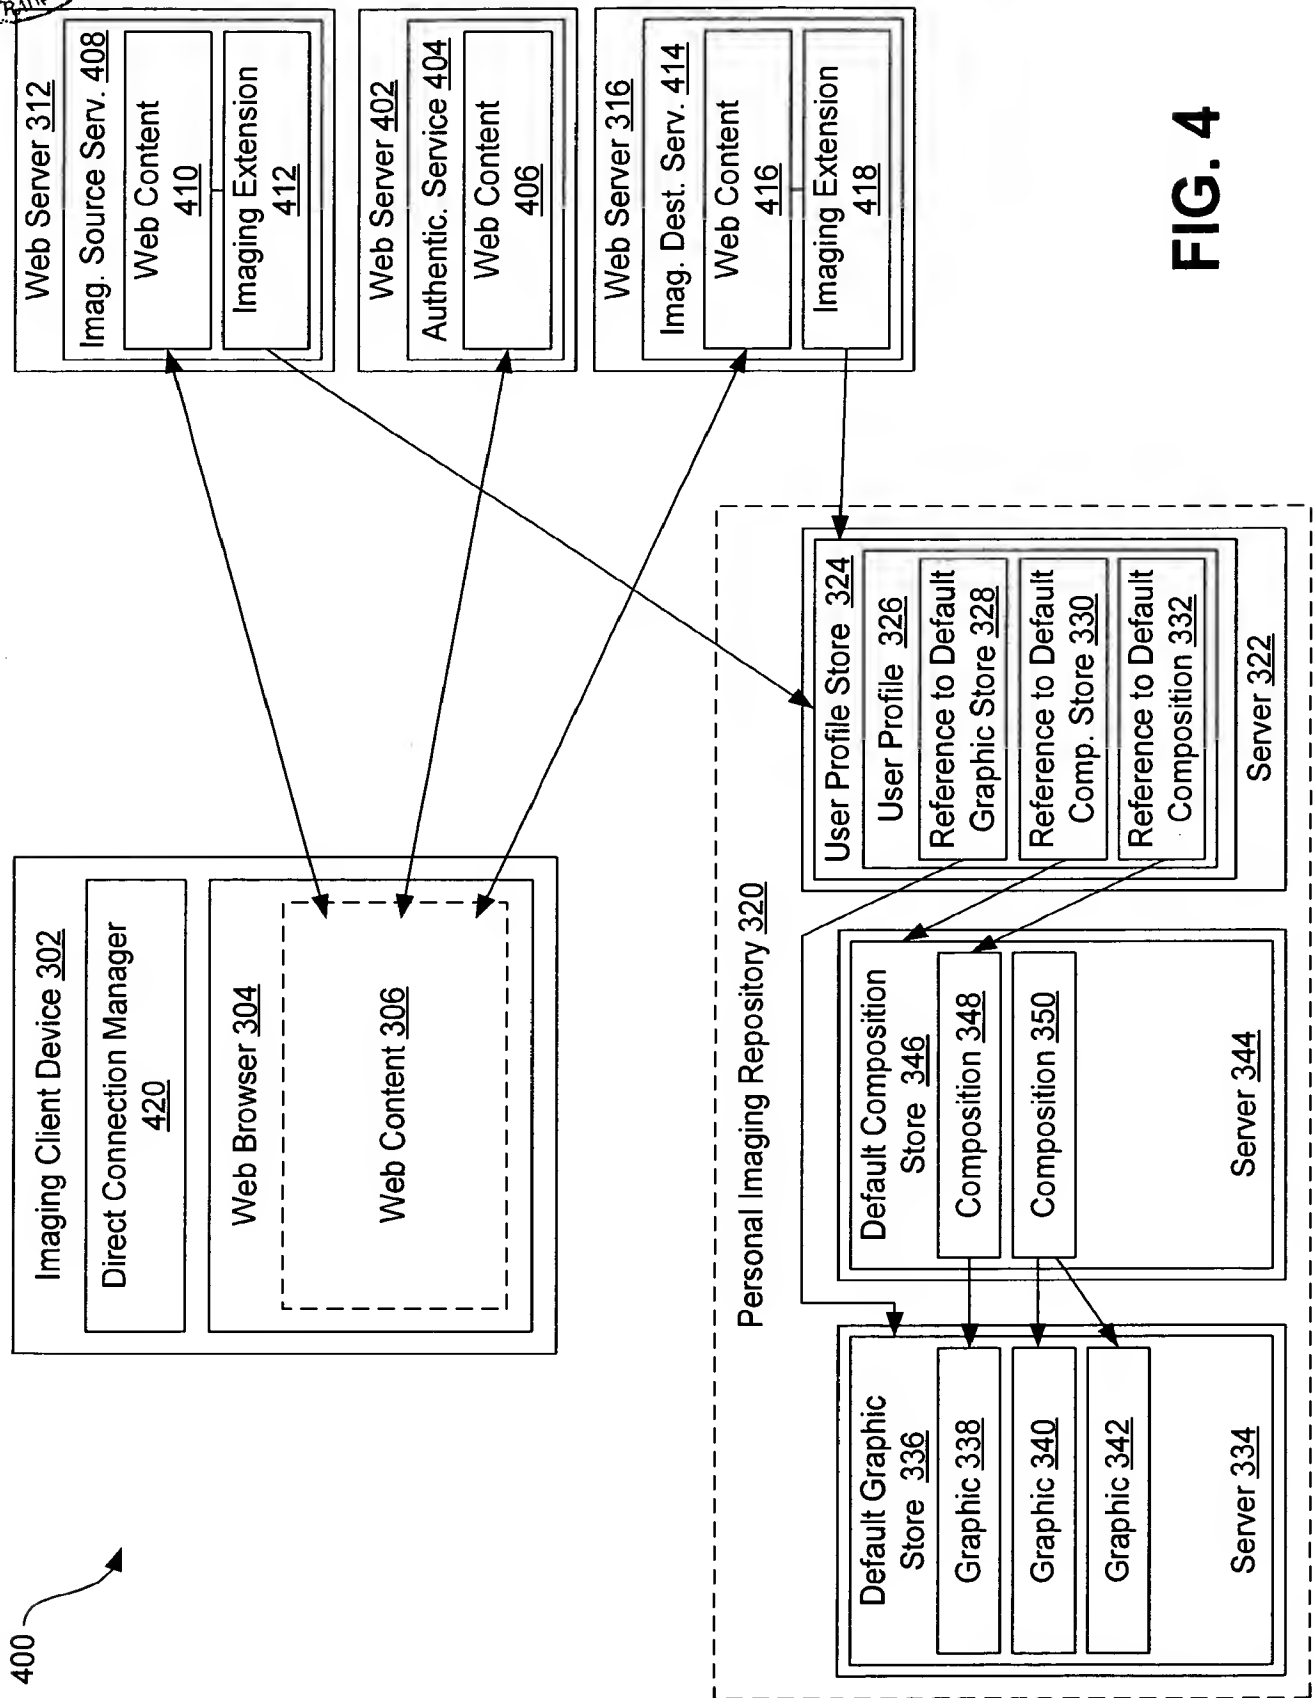 400
Imaging Client Device 302
Direct Connection Manager
420
Web Browser 304
Web Content 306
Web Server 312
Imag. Source Serv. 408
Web Content
410
Imaging Extension
412
Web Server 402
Authentic. Service 404
Web Content
406
Web Server 316
Imag. Dest. Serv. 414
Web Content
416
Imaging Extension
418
Personal Imaging Repository 320
Default Graphic
Store 336
Graphic 338
Graphic 340
Graphic 342
Server 334
Default Composition
Store 346
Composition 348
Composition 350
Server 344
User Profile Store 324
User Profile 326
Reference to Default
Graphic Store 328
Reference to Default
Comp. Store 330
Reference to Default
Composition 332
Server 322
FIG. 4